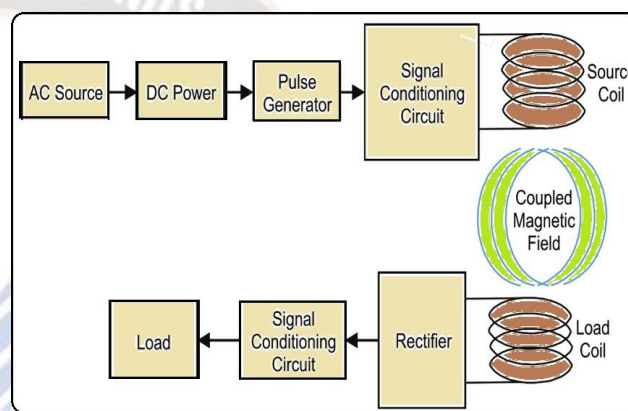 AC Source
DC Power
Pulse
Generator
Signal
Conditioning
Circuit
Source
Coil
Coupled
Magnetic
Field
Load
Signal
Conditioning
Circuit
Rectifier
Load
Coil